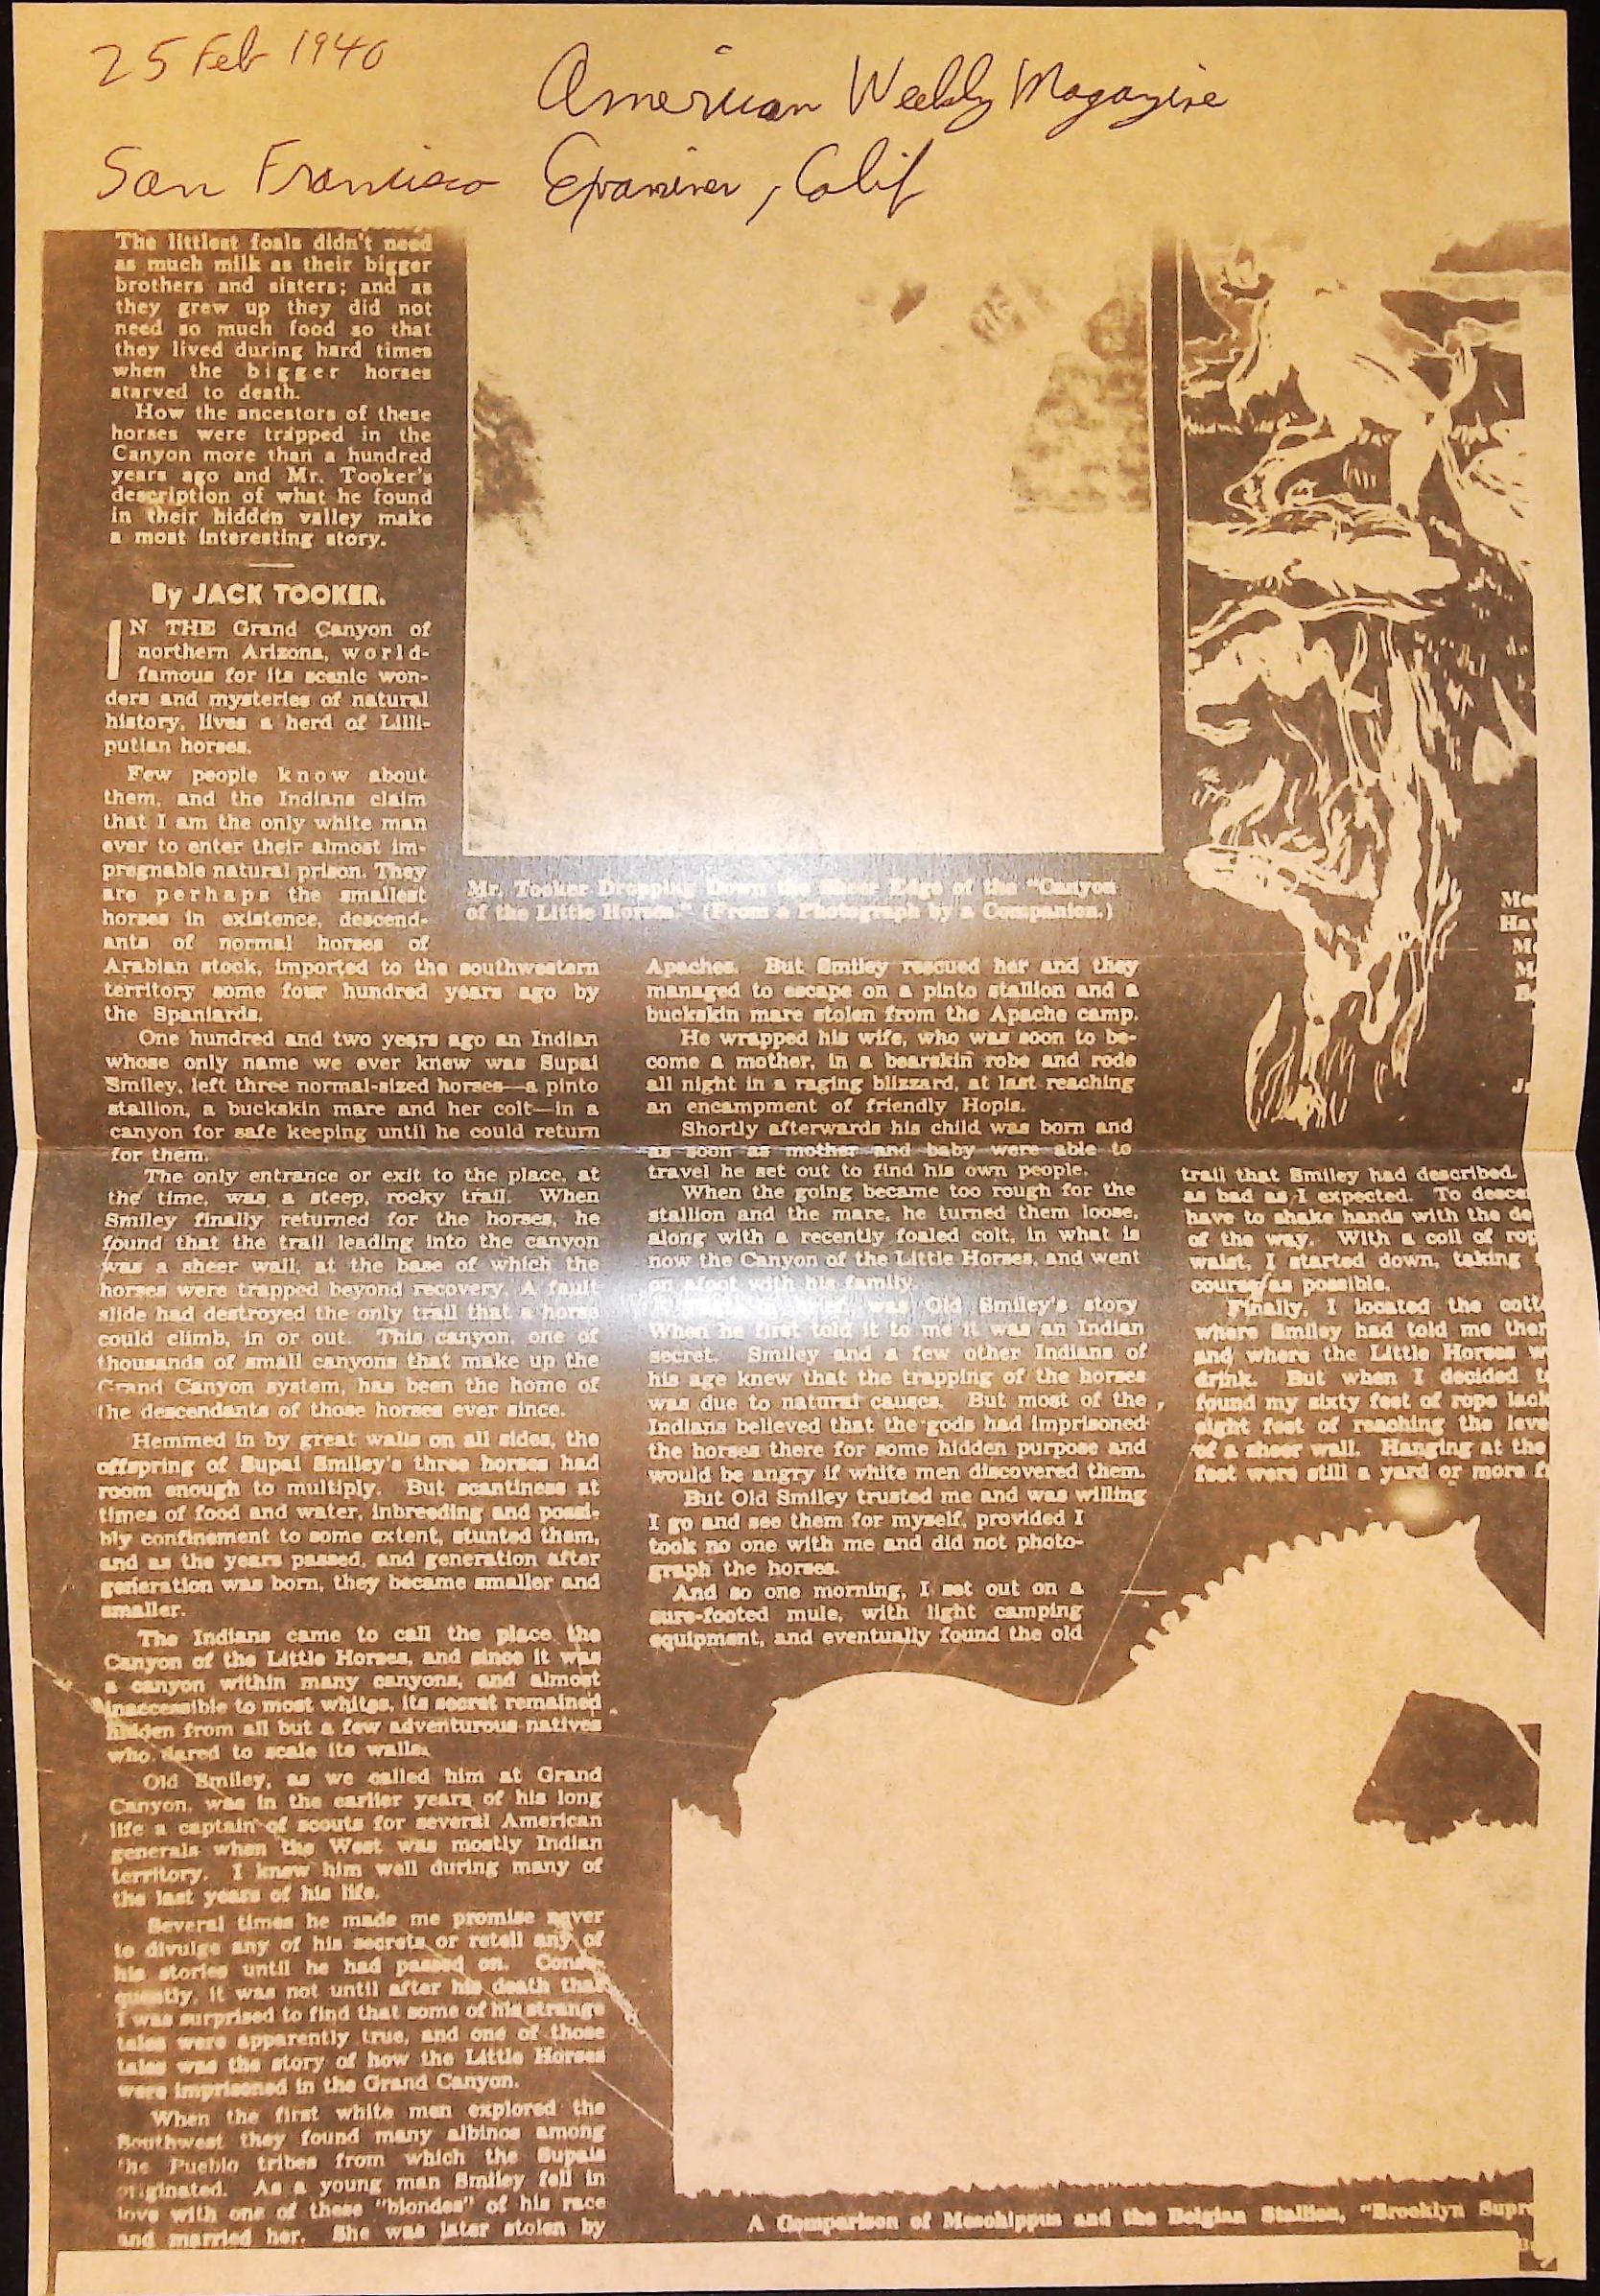 25 Feb 1940
American Weekly Magazine
San Francisco Examiner, Calif
The littlest foals didn't need
as much milk as their bigger
brothers and sisters; and as
they grew up they did not
need so much food so that
they lived during hard times
when the bigger horses
starved to death.
How the ancestors of these
horses were trapped in the
Canyon more than a hundred
years ago and Mr. Tooker's
description of what he found
in their hidden valley make
a most interesting story.
By JACK TOOKER.
IN THE Grand Canyon of
northern Arizona, world-
famous for its scenic won-
ders and mysteries of natural
history, lives a herd of Lilli-
putian horses.
Few people know about
them, and the Indians claim
that I am the only white man
ever to enter their almost im-
pregnable natural prison. They
are perhaps the smallest
horses in existence, descend-
ants of normal horses of
Arabian stock, imported to the southwestern
territory some four hundred years ago by
the Spaniards.
One hundred and two years ago an Indian
whose only name we ever knew was Supai
Smiley, left three normal-sized horses—a pinto
stallion, a buckskin mare and her colt—in a
canyon for safe keeping until he could return
for them.
The only entrance or exit to the place, at
the time, was a steep, rocky trail. When
Smiley finally returned for the horses, he
found that the trail leading into the canyon
was a sheer wall, at the base of which the
horses were trapped beyond recovery. A fault
slide had destroyed the only trail that a horse
could climb, in or out. This canyon, one of
thousands of small canyons that make up the
Grand Canyon system, has been the home of
the descendants of those horses ever since.
Hemmed in by great walls on all sides, the
offspring of Supai Smiley's three horses had
room enough to multiply. But scantiness at
times of food and water, inbreeding and possi-
bly confinement to some extent, stunted them,
and as the years passed, and generation after
generation was born, they became smaller and
smaller.
The Indians came to call the place the
Canyon of the Little Horses, and since it was
a canyon within many canyons, and almost
inaccessible to most whites, its secret remained
hidden from all but a few adventurous natives
who dared to scale its walls.
Old Smiley, as we called him at Grand
Canyon, was in the earlier years of his long
life a captain of scouts for several American
generals when the West was mostly Indian
territory. I knew him well during many of
the last years of his life.
Several times he made me promise never
to divulge any of his secrets or retell any of
his stories until he had passed on. Conse-
quently, it was not until after his death that
I was surprised to find that some of his strange
tales were apparently true, and one of those
tales was the story of how the Little Horses
were imprisoned in the Grand Canyon.
When the first white men explored the
Southwest they found many albinos among
the Pueblo tribes from which the Supais
originated. As a young man Smiley fell in
love with one of these "blondes" of his race
and married her. She was later stolen by
Mr. Tooker Dropping Down the Sheer Edge of the "Canyon
of the Little Horses." (From a Photograph by a Companion.)
Apaches. But Smiley rescued her and they
managed to escape on a pinto stallion and a
buckskin mare stolen from the Apache camp.
He wrapped his wife, who was soon to be-
come a mother, in a bearskin robe and rode
all night in a raging blizzard, at last reaching
an encampment of friendly Hopis.
Shortly afterwards his child was born and
as soon as mother and baby were able to
travel he set out to find his own people.
When the going became too rough for the
stallion and the mare, he turned them loose,
along with a recently foaled colt, in what is
now the Canyon of the Little Horses, and went
on afoot with his family.
was Old Smiley's story
When he first told it to me it was an Indian
secret. Smiley and a few other Indians of
his age knew that the trapping of the horses
was due to natural causes. But most of the
Indians believed that the gods had imprisoned
the horses there for some hidden purpose and
would be angry if white men discovered them.
But Old Smiley trusted me and was willing
I go and see them for myself, provided I
took no one with me and did not photo-
graph the horses.
And so one morning, I set out on a
sure-footed mule, with light camping
equipment, and eventually found the old
trail that Smiley had described.
as bad as I expected. To desce
have to shake hands with the de
of the way. With a coil of rop
waist, I started down, taking
course as possible.
Finally, I located the cott
where Smiley had told me ther
and where the Little Horses w
drink. But when I decided t
found my sixty feet of rope lack
eight feet of reaching the leve
of a sheer wall. Hanging at the
feet were still a yard or more f
A Comparison of Mesohippus and the Belgian Stallion, "Brooklyn Supre